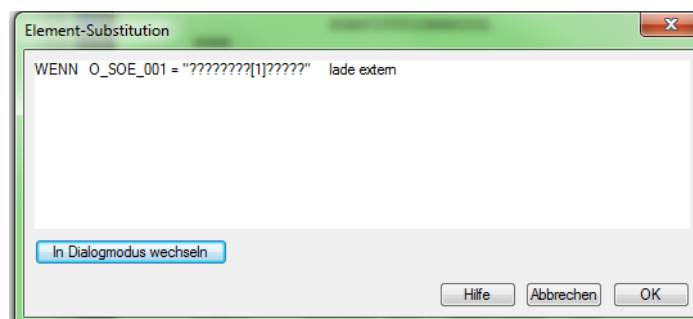 Element-Substitution
WENN O_SOE_001 = "????????[1]?????" lade extern
In Dialogmodus wechseln
Hilfe Abbrechen OK